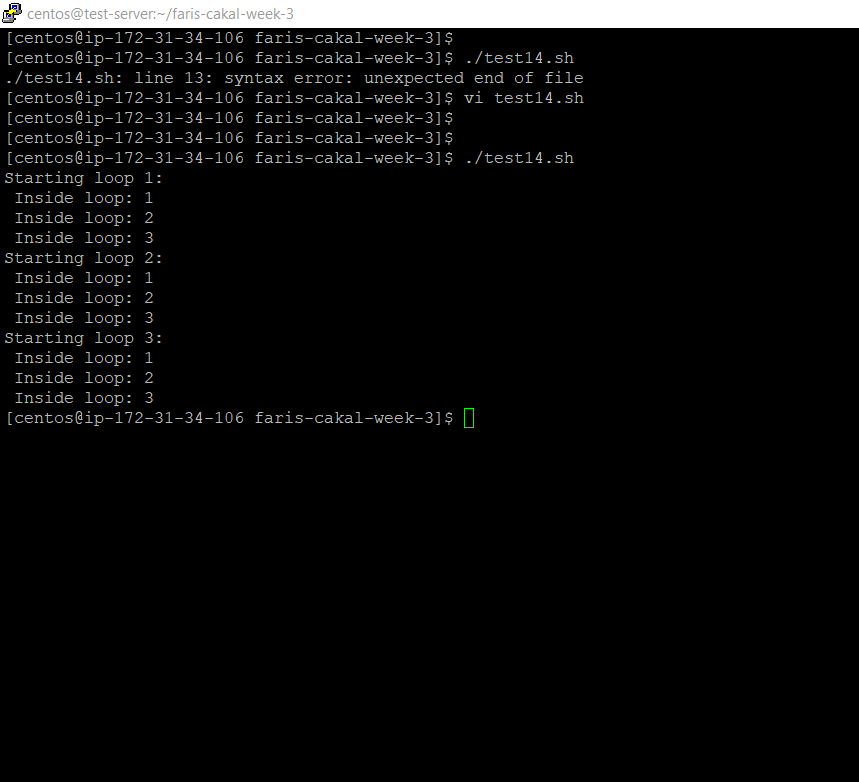 centos@test-server:~/faris-cakal-week-3
[centos@ip-172-31-34-106 faris-cakal-week-3]$
[centos@ip-172-31-34-106 faris-cakal-week-3]$ ./test14.sh
./test14.sh: line 13: syntax error: unexpected end of file
[centos@ip-172-31-34-106 faris-cakal-week-3]$ vi test14.sh
[centos@ip-172-31-34-106 faris-cakal-week-3]$
[centos@ip-172-31-34-106 faris-cakal-week-3]$
[centos@ip-172-31-34-106 faris-cakal-week-3]$ ./test14.sh
Starting loop 1:
 Inside loop: 1
 Inside loop: 2
 Inside loop: 3
Starting loop 2:
 Inside loop: 1
 Inside loop: 2
 Inside loop: 3
Starting loop 3:
 Inside loop: 1
 Inside loop: 2
 Inside loop: 3
[centos@ip-172-31-34-106 faris-cakal-week-3]$